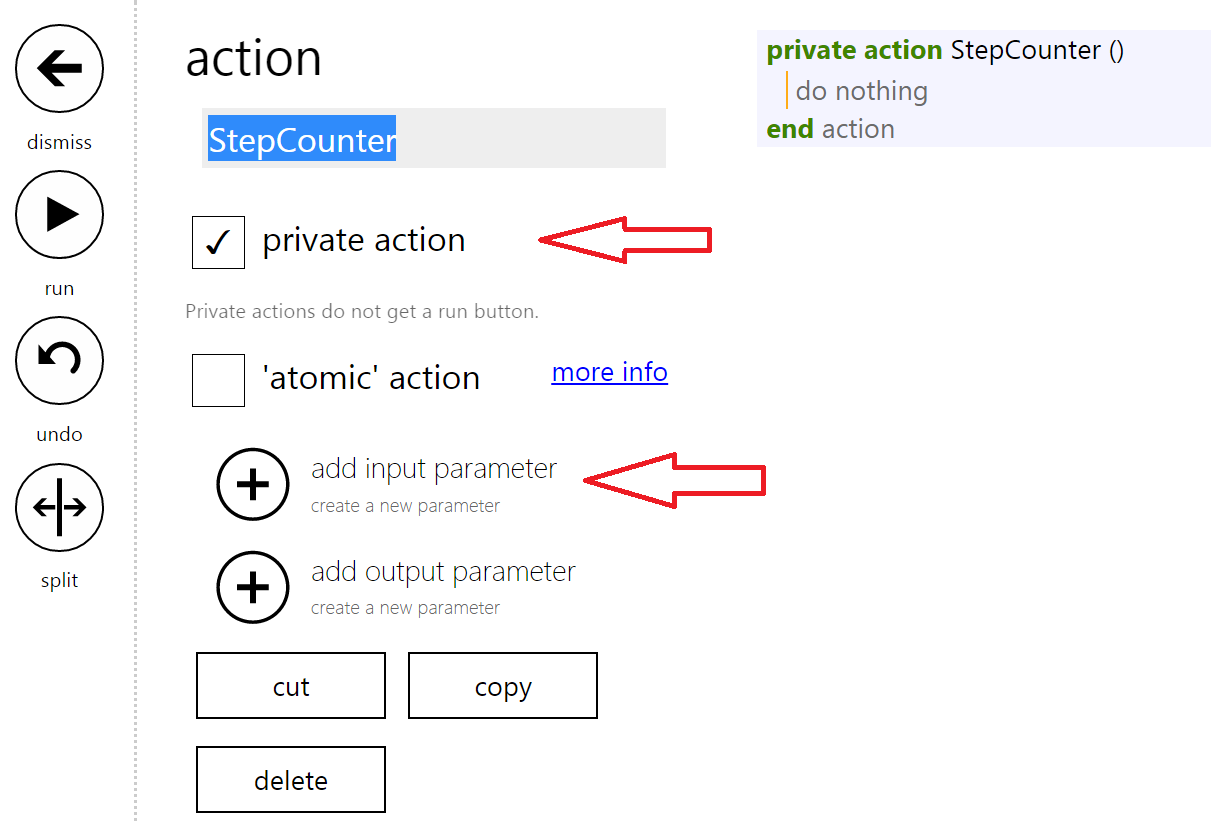 dismiss
run
undo
split
action
StepCounter
private action
Private actions do not get a run button.
'atomic' action
more info
add input parameter
create a new parameter
add output parameter
create a new parameter
cut
copy
delete
private action StepCounter ()
do nothing
end action